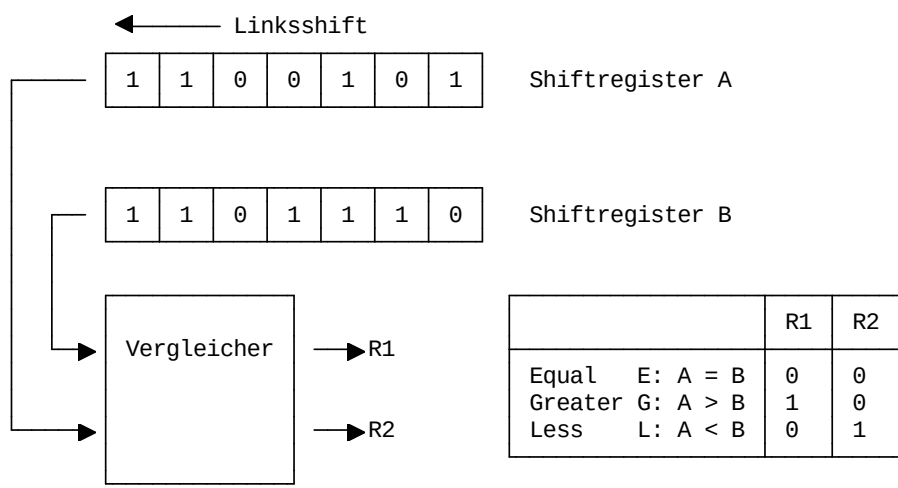 Linksshift
1 1 0 0 1 0 1 Shiftregister A
1 1 0 1 1 1 0 Shiftregister B
R1 R2
Vergleicher R1
Equal E: A = B 0 0
Greater G: A > B 1 0
R2
Less L: A < B 0 1